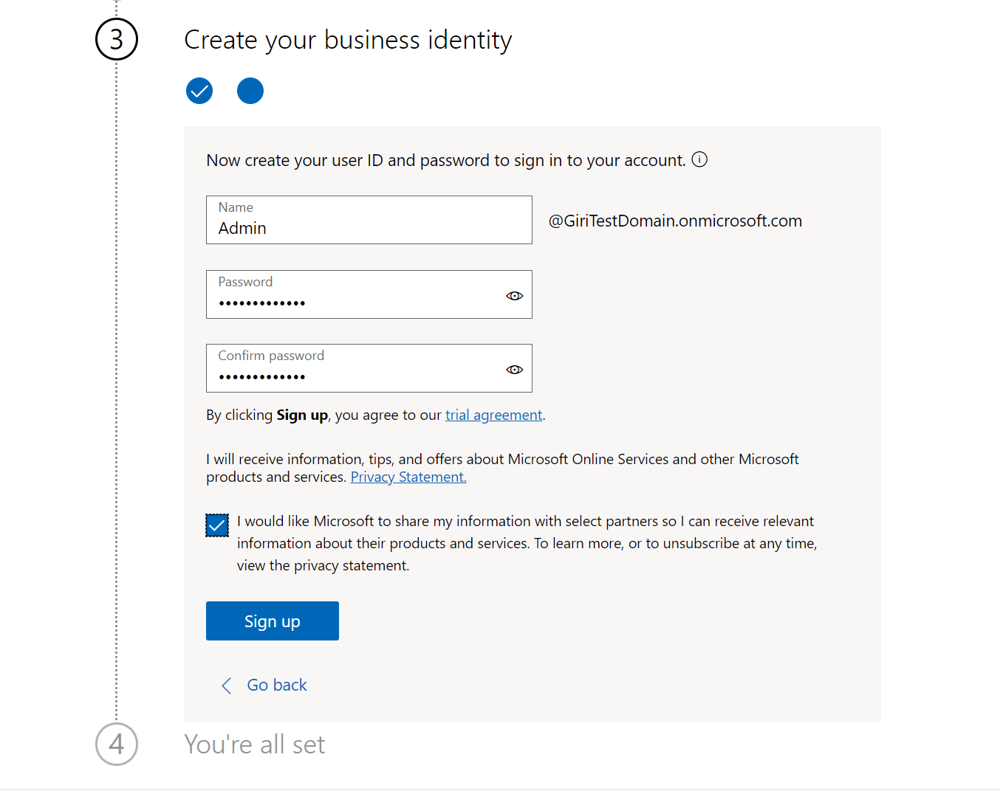 3
Create your business identity
Now create your user ID and password to sign in to your account.
Name
Admin
@GiriTestDomain.onmicrosoft.com
Password
•••••••••••••
Confirm password
•••••••••••••
By clicking Sign up, you agree to our trial agreement.
I will receive information, tips, and offers about Microsoft Online Services and other Microsoft
products and services. Privacy Statement.
I would like Microsoft to share my information with select partners so I can receive relevant
information about their products and services. To learn more, or to unsubscribe at any time,
view the privacy statement.
Sign up
Go back
4
You're all set